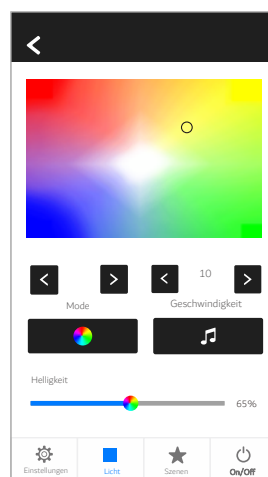 10
Mode
Geschwindigkeit
Helligkeit
65%
Einstellungen
Licht
Szenen
On/Off